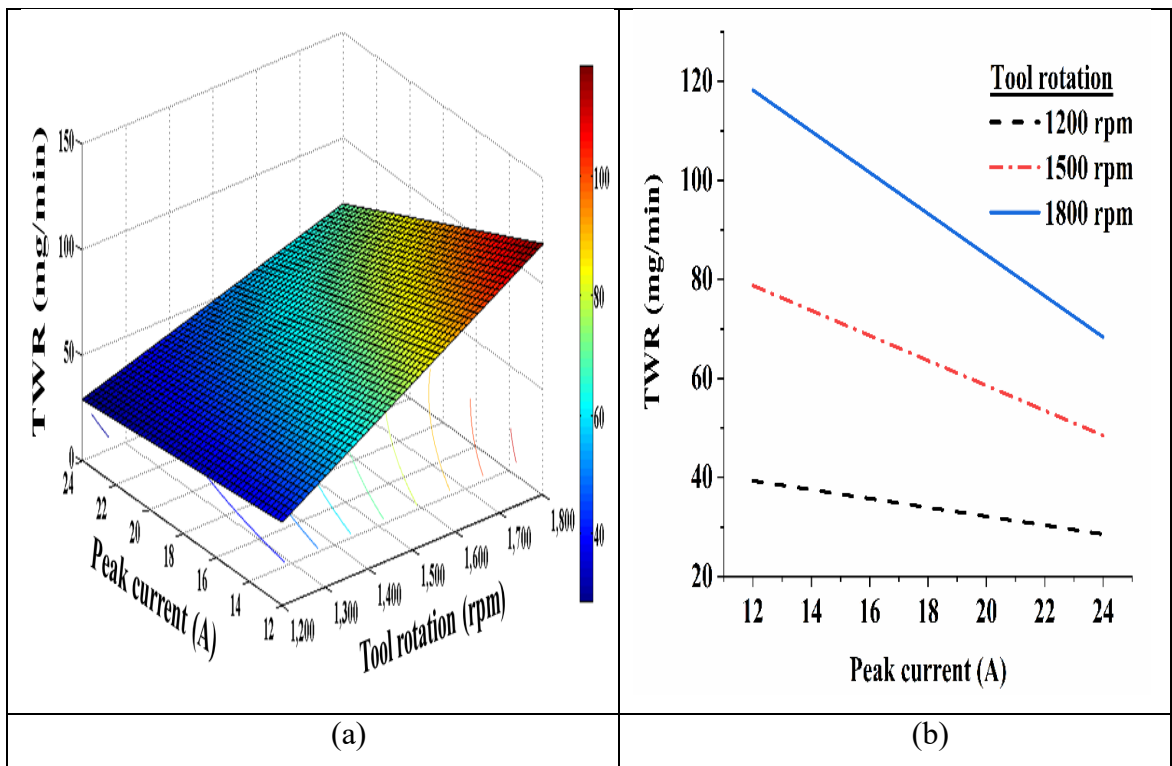 150
100
50
0
TWR (mg/min)
24
22
20
18
16
14
12
Peak current (A)
1,200
1,300
1,400
1,500
1,600
1,700
1,800
Tool rotation (rpm)
100
80
60
40
(a)
120
100
80
60
40
20
TWR (mg/min)
Tool rotation
1200 rpm
1500 rpm
1800 rpm
12 14 16 18 20 22 24
Peak current (A)
(b)